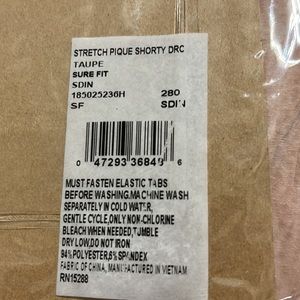 STRETCH PIQUE SHORTY DRC
TAUPE
SURE FIT
SDIN
185025236H 280
SF SDIN
0 47293 36849 6
MUST FASTEN ELASTIC TABS
BEFORE WASHING.MACHINE WASH
SEPARATELY IN COLD WATER,
GENTLE CYCLE,ONLY NON-CHLORINE
BLEACH WHEN NEEDED,TUMBLE
DRY LOW,DO NOT IRON
94%POLYESTER,6%SPANDEX
FABRIC OF CHINA, MANUFACTURED IN VIETNAM
RN15288